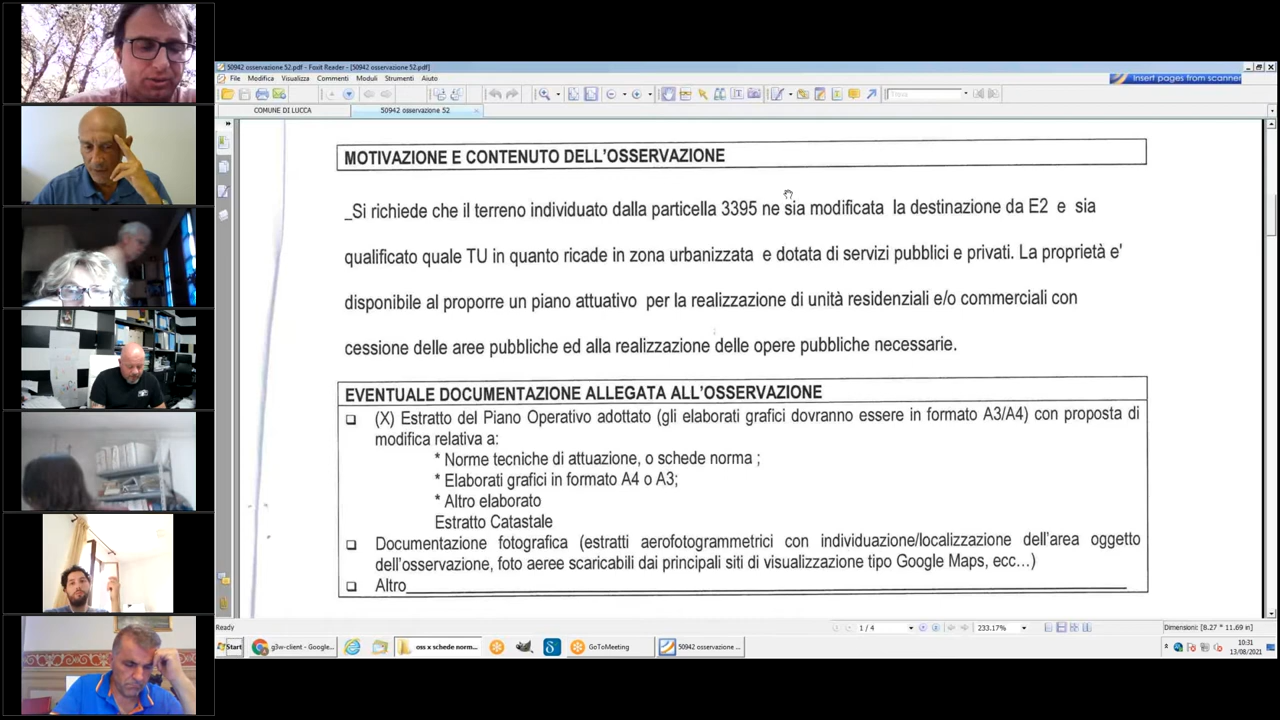 50942 osservazione 52.pdf - Foxit Reader - [50942 osservazione 52.pdf]
File Modifica Visualizza Commenti Moduli Strumenti Aiuto
Insert pages from scanner
Trova
COMUNE DI LUCCA 50942 osservazione 52
MOTIVAZIONE E CONTENUTO DELL'OSSERVAZIONE
_Si richiede che il terreno individuato dalla particella 3395 ne sia modificata la destinazione da E2 e sia
qualificato quale TU in quanto ricade in zona urbanizzata e dotata di servizi pubblici e privati. La proprietà e'
disponibile al proporre un piano attuativo per la realizzazione di unità residenziali e/o commerciali con
cessione delle aree pubbliche ed alla realizzazione delle opere pubbliche necessarie.
EVENTUALE DOCUMENTAZIONE ALLEGATA ALL'OSSERVAZIONE
(X) Estratto del Piano Operativo adottato (gli elaborati grafici dovranno essere in formato A3/A4) con proposta di
modifica relativa a:
* Norme tecniche di attuazione, o schede norma ;
* Elaborati grafici in formato A4 o A3;
* Altro elaborato
Estratto Catastale
Documentazione fotografica (estratti aerofotogrammetrici con individuazione/localizzazione dell'area oggetto
dell'osservazione, foto aeree scaricabili dai principali siti di visualizzazione tipo Google Maps, ecc...)
Altro
Ready 1 / 4 233.17% Dimensioni: [8.27 * 11.69 in]
Start g3w-client - Google... oss x schede norm... GoToMeeting 50942 osservazione ... 10:31
13/08/2021